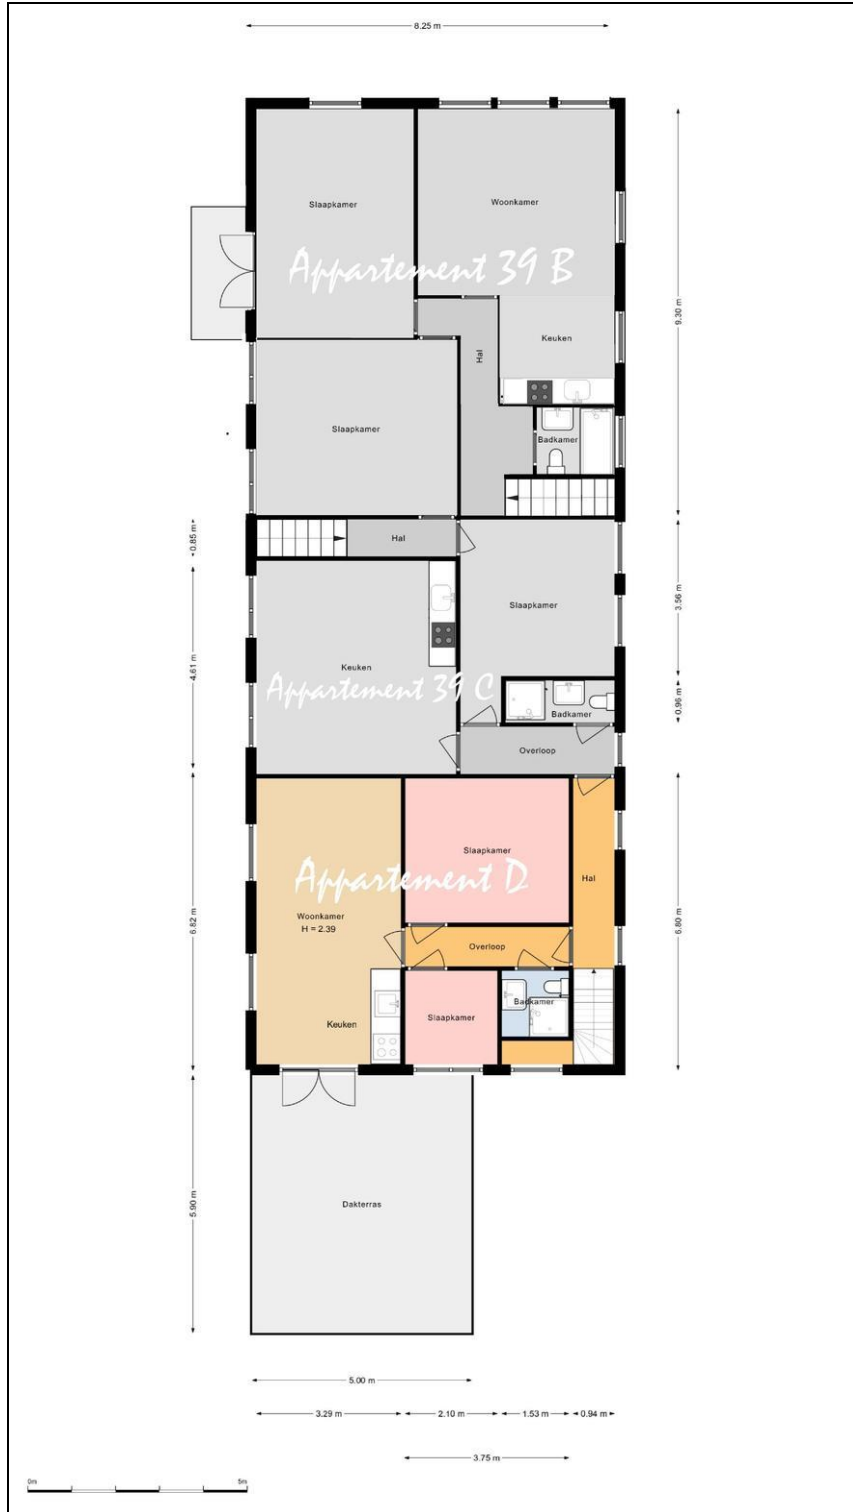 8.25 m
Slaapkamer
Woonkamer
Appartement 39 B
9.30 m
Keuken
Hal
Slaapkamer
Badkamer
0.85 m
Hal
3.56 m
Slaapkamer
4.61 m
Keuken
Appartement 39 C
0.96 m
Badkamer
Overloop
Slaapkamer
Appartement D
Hal
Woonkamer
H = 2.39
6.82 m
6.80 m
Overloop
Badkamer
Slaapkamer
Keuken
5.90 m
Dakterras
5.00 m
3.29 m
2.10 m
1.53 m
0.94 m
3.75 m
0m
5m